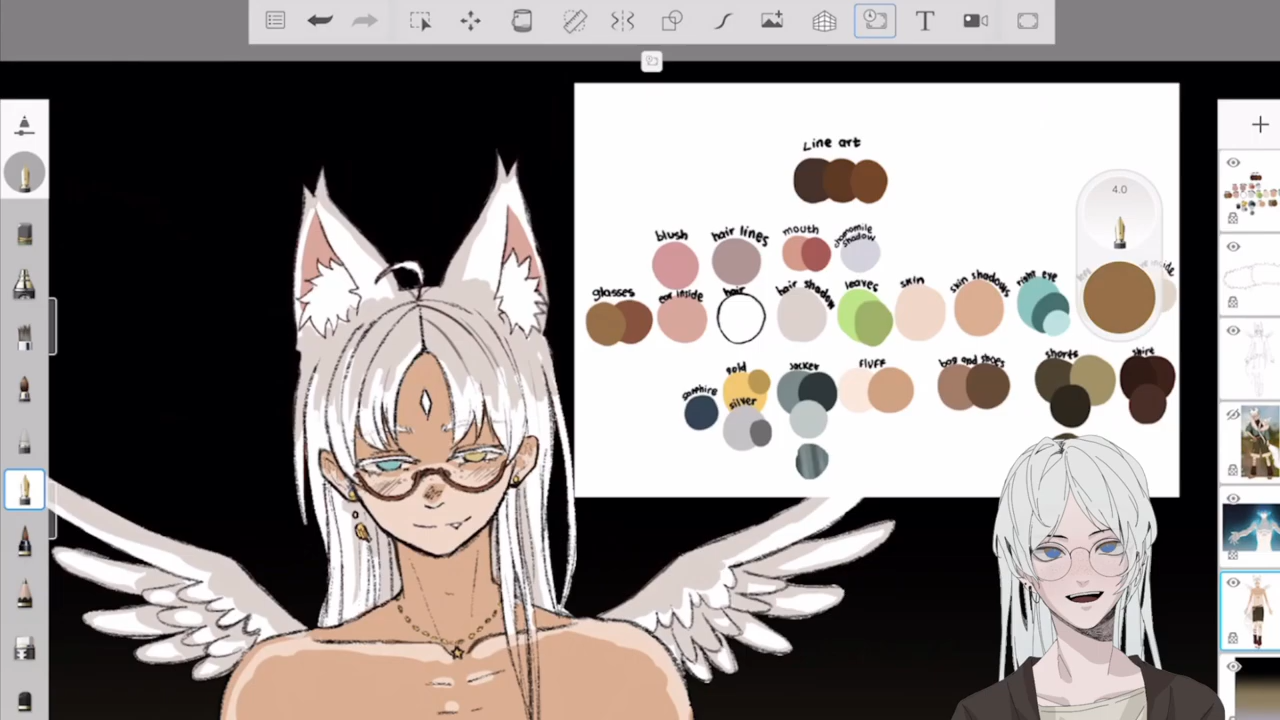 T
Line art
4.0
blush
hair lines
mouth
chamomile
shadow
glasses
ear inside
hair
hair shadow
leaves
skin
skin shadows
right eye
sapphire
gold
silver
jacket
fluff
bag and shoes
shorts
shirt